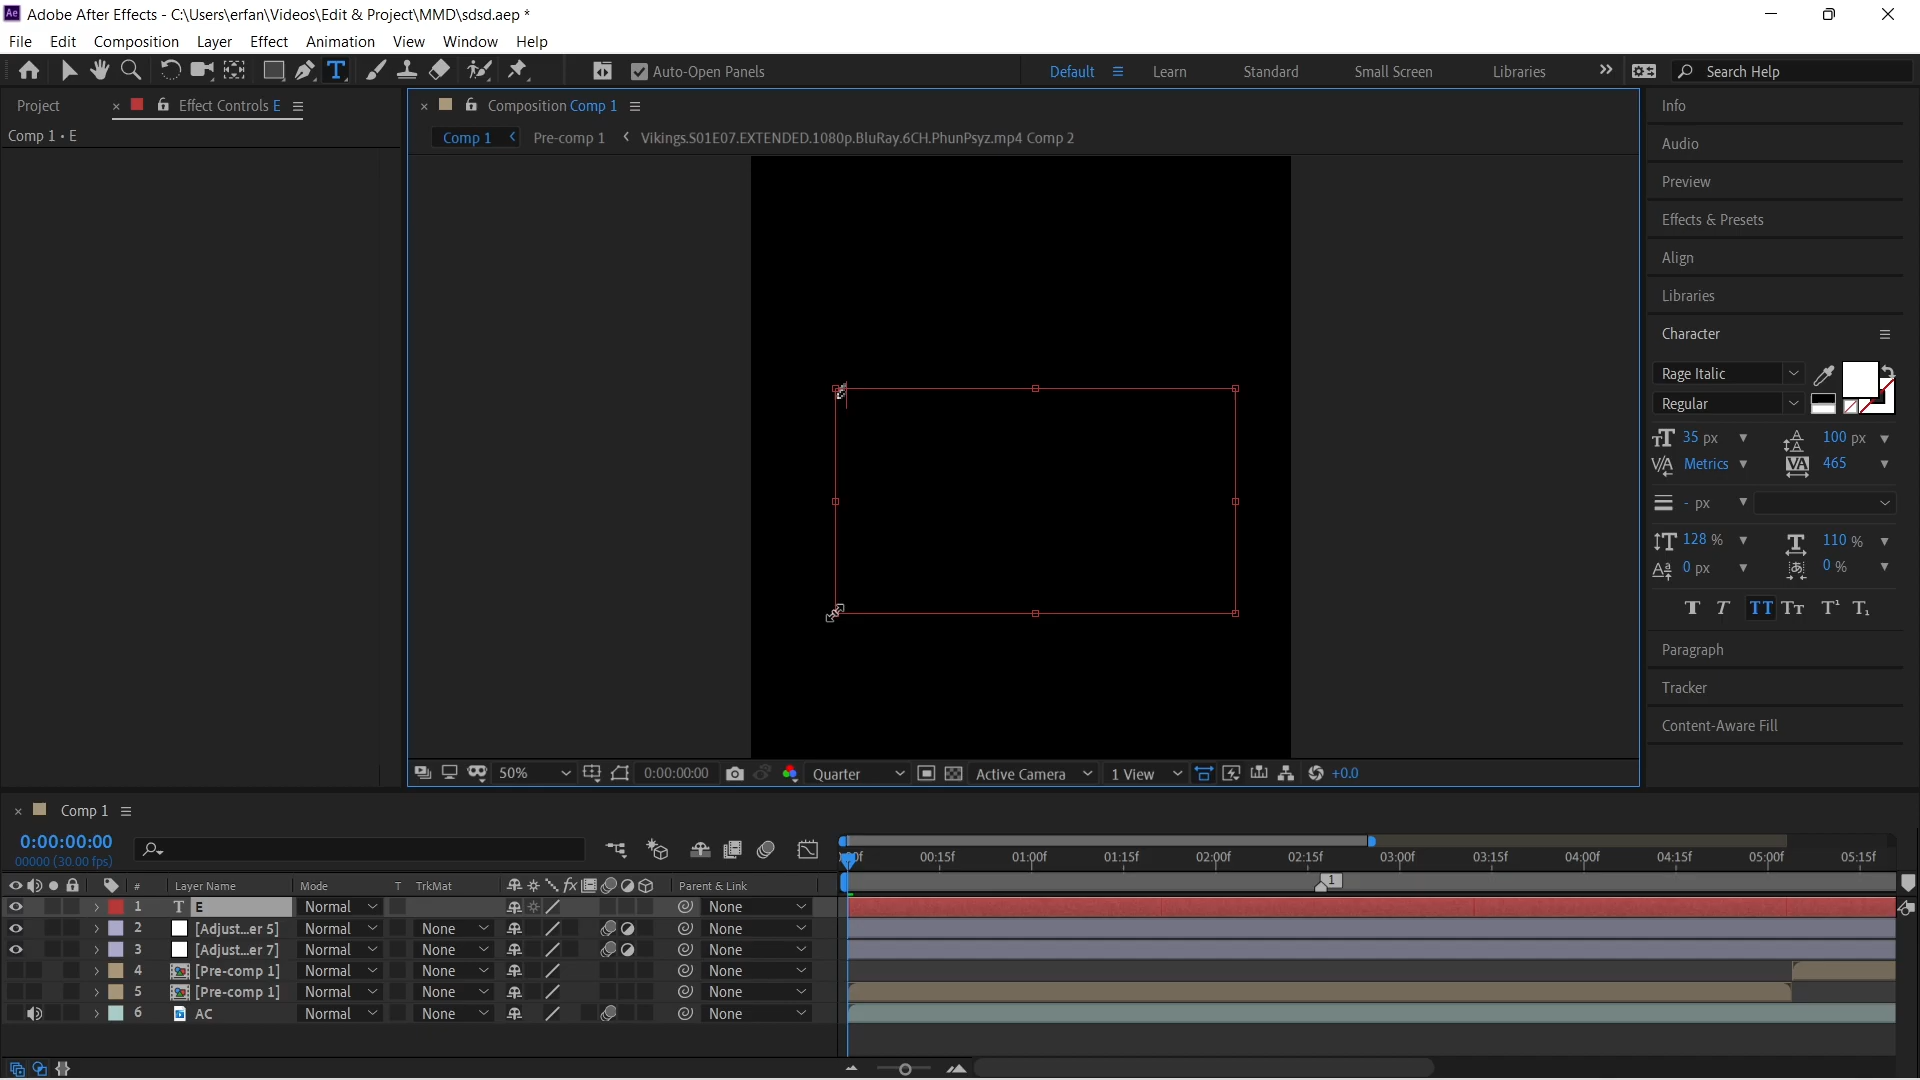 Adobe After Effects - C:\Users\erfan\Videos\Edit & Project\MMD\sdsd.aep *
File Edit Composition Layer Effect Animation View Window Help
Auto-Open Panels Default Learn Standard Small Screen Libraries Search Help
Project Effect Controls E
Comp 1 • E
Composition Comp 1
Comp 1 Pre-comp 1 Vikings.S01E07.EXTENDED.1080p.BluRay.6CH.PhunPsyz.mp4 Comp 2
Info
Audio
Preview
Effects & Presets
Align
Libraries
Character
Rage Italic
Regular
35 px 100 px
Metrics 465
- px
128 % 110 %
0 px 0 %
Paragraph
Tracker
Content-Aware Fill
50% 0:00:00:00 Quarter Active Camera 1 View +0.0
Comp 1
0:00:00:00
00000 (30.00 fps)
00:15f 01:00f 01:15f 02:00f 02:15f 03:00f 03:15f 04:00f 04:15f 05:00f 05:15f
# Layer Name Mode T TrkMat Parent & Link
1
1 T E Normal None
2 [Adjust...er 5] Normal None None
3 [Adjust...er 7] Normal None None
4 [Pre-comp 1] Normal None None
5 [Pre-comp 1] Normal None None
6 AC Normal None None